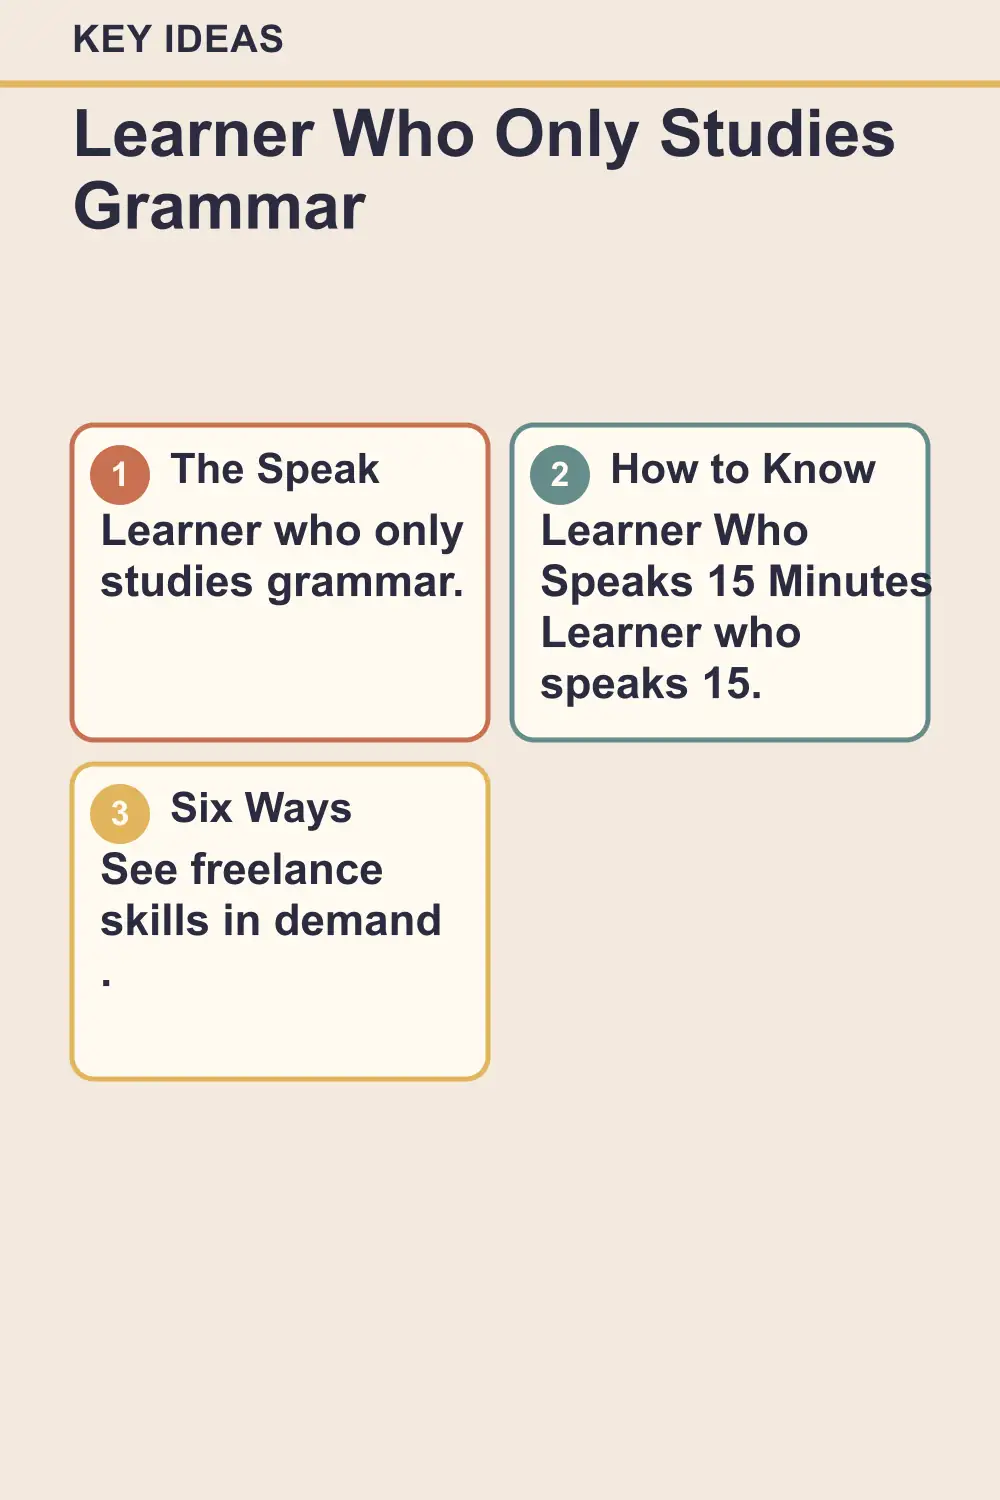 KEY IDEAS
Learner Who Only Studies
Grammar
1 The Speak
Learner who only
studies grammar.
2 How to Know
Learner Who
Speaks 15 Minutes
Learner who
speaks 15.
3 Six Ways
See freelance
skills in demand
.